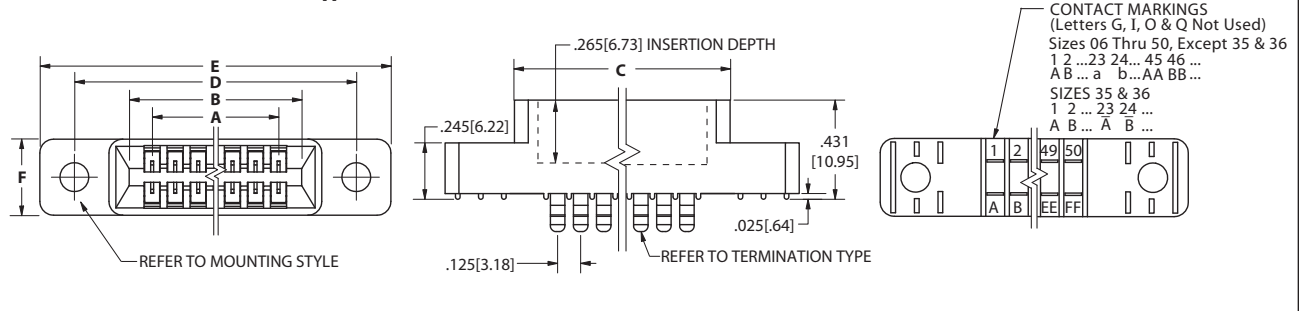 E
D
B
A
F
REFER TO MOUNTING STYLE
.265[6.73] INSERTION DEPTH
C
.245[6.22]
.431
[10.95]
.025[.64]
.125[3.18]
REFER TO TERMINATION TYPE
CONTACT MARKINGS
(Letters G, I, O & Q Not Used)
Sizes 06 Thru 50, Except 35 & 36
1 2 ...23 24... 45 46 ...
A B ... a b...AA BB ...
SIZES 35 & 36
1 2 ... 23 24 ...
A B ... A̅ B̅ ...
1 2 49 50
A B EE FF